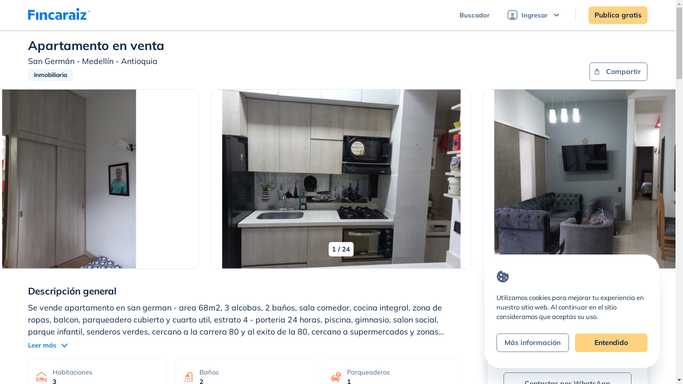 Fincaraiz
Buscador
Ingresar
Publica gratis
Apartamento en venta
San Germán - Medellín - Antioquia
Inmobiliaria
Compartir
1 / 24
Descripción general
Se vende apartamento en san german - area 68m2, 3 alcobas, 2 baños, sala comedor, cocina integral, zona de
ropas, balcon, parqueadero cubierto y cuarto util, estrato 4 - porteria 24 horas, piscina, gimnasio, salon social,
parque infantil, senderos verdes, cercano a la carrera 80 y al exito de la 80, cercano a supermercados y zonas...
Leer más
Habitaciones
3
Baños
2
Parqueaderos
1
Utilizamos cookies para mejorar tu experiencia en
nuestro sitio web. Al continuar en el sitio
consideramos que aceptas su uso.
Más información
Entendido
Contactar por WhatsApp